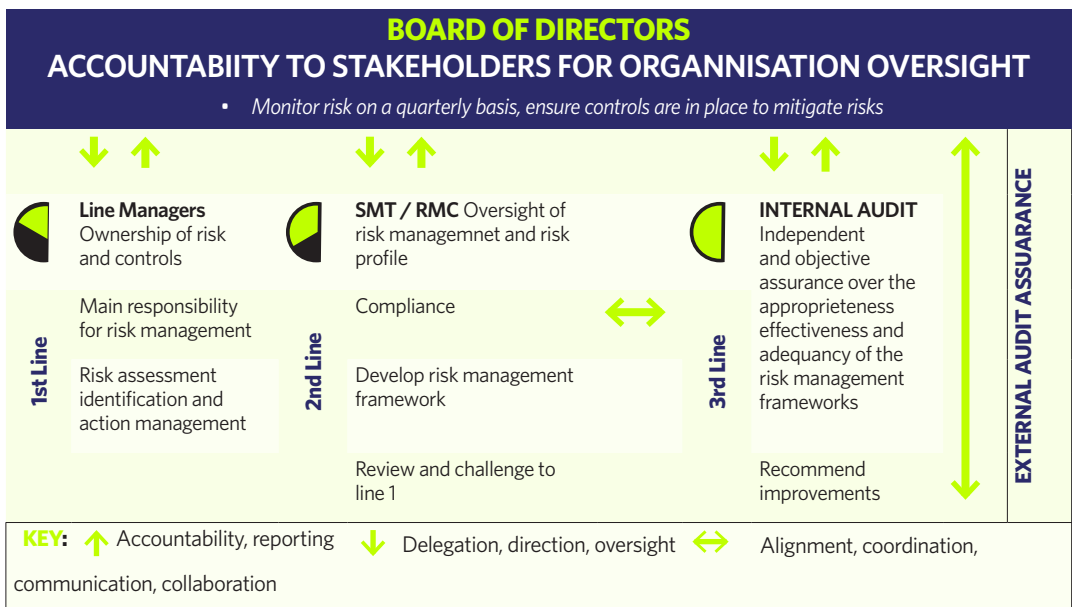 BOARD OF DIRECTORS
ACCOUNTABIITY TO STAKEHOLDERS FOR ORGANNISATION OVERSIGHT
• Monitor risk on a quarterly basis, ensure controls are in place to mitigate risks
1st Line
Line Managers
Ownership of risk
and controls
Main responsibility
for risk management
Risk assessment
identification and
action management
2nd Line
SMT / RMC Oversight of
risk managemnet and risk
profile
Compliance
Develop risk management
framework
Review and challenge to
line 1
3rd Line
INTERNAL AUDIT
Independent
and objective
assurance over the
approprieteness
effectiveness and
adequancy of the
risk management
frameworks
Recommend
improvements
EXTERNAL AUDIT ASSUARANCE
KEY: ↑ Accountability, reporting ↓ Delegation, direction, oversight ↔ Alignment, coordination,
communication, collaboration